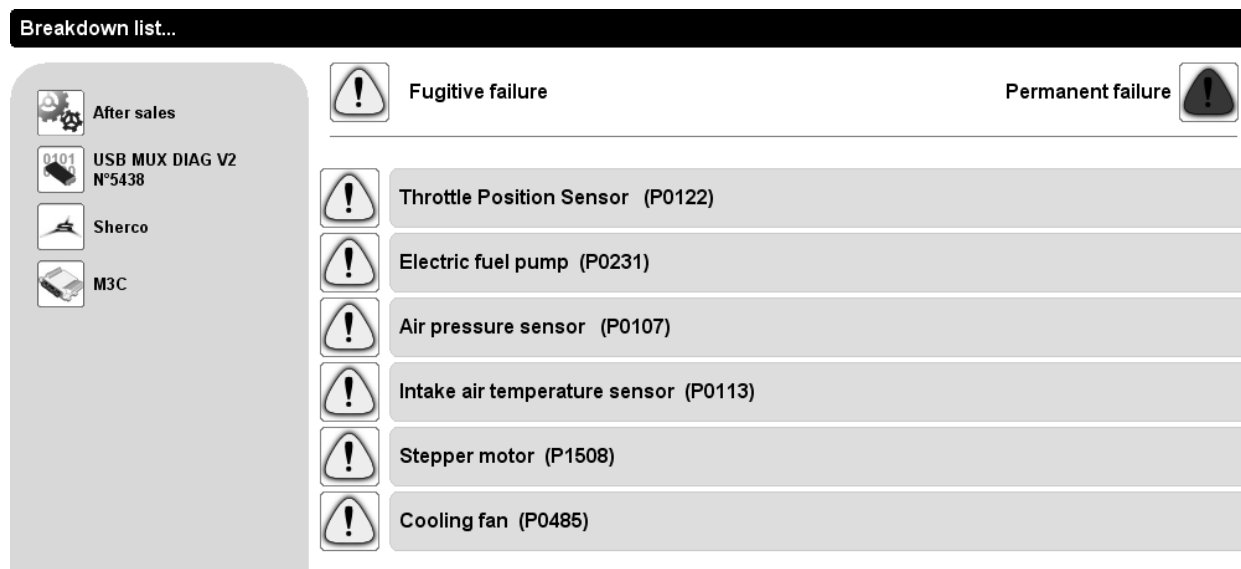 Breakdown list...
After sales
USB MUX DIAG V2
N°5438
Sherco
M3C
Fugitive failure
Permanent failure
Throttle Position Sensor (P0122)
Electric fuel pump (P0231)
Air pressure sensor (P0107)
Intake air temperature sensor (P0113)
Stepper motor (P1508)
Cooling fan (P0485)